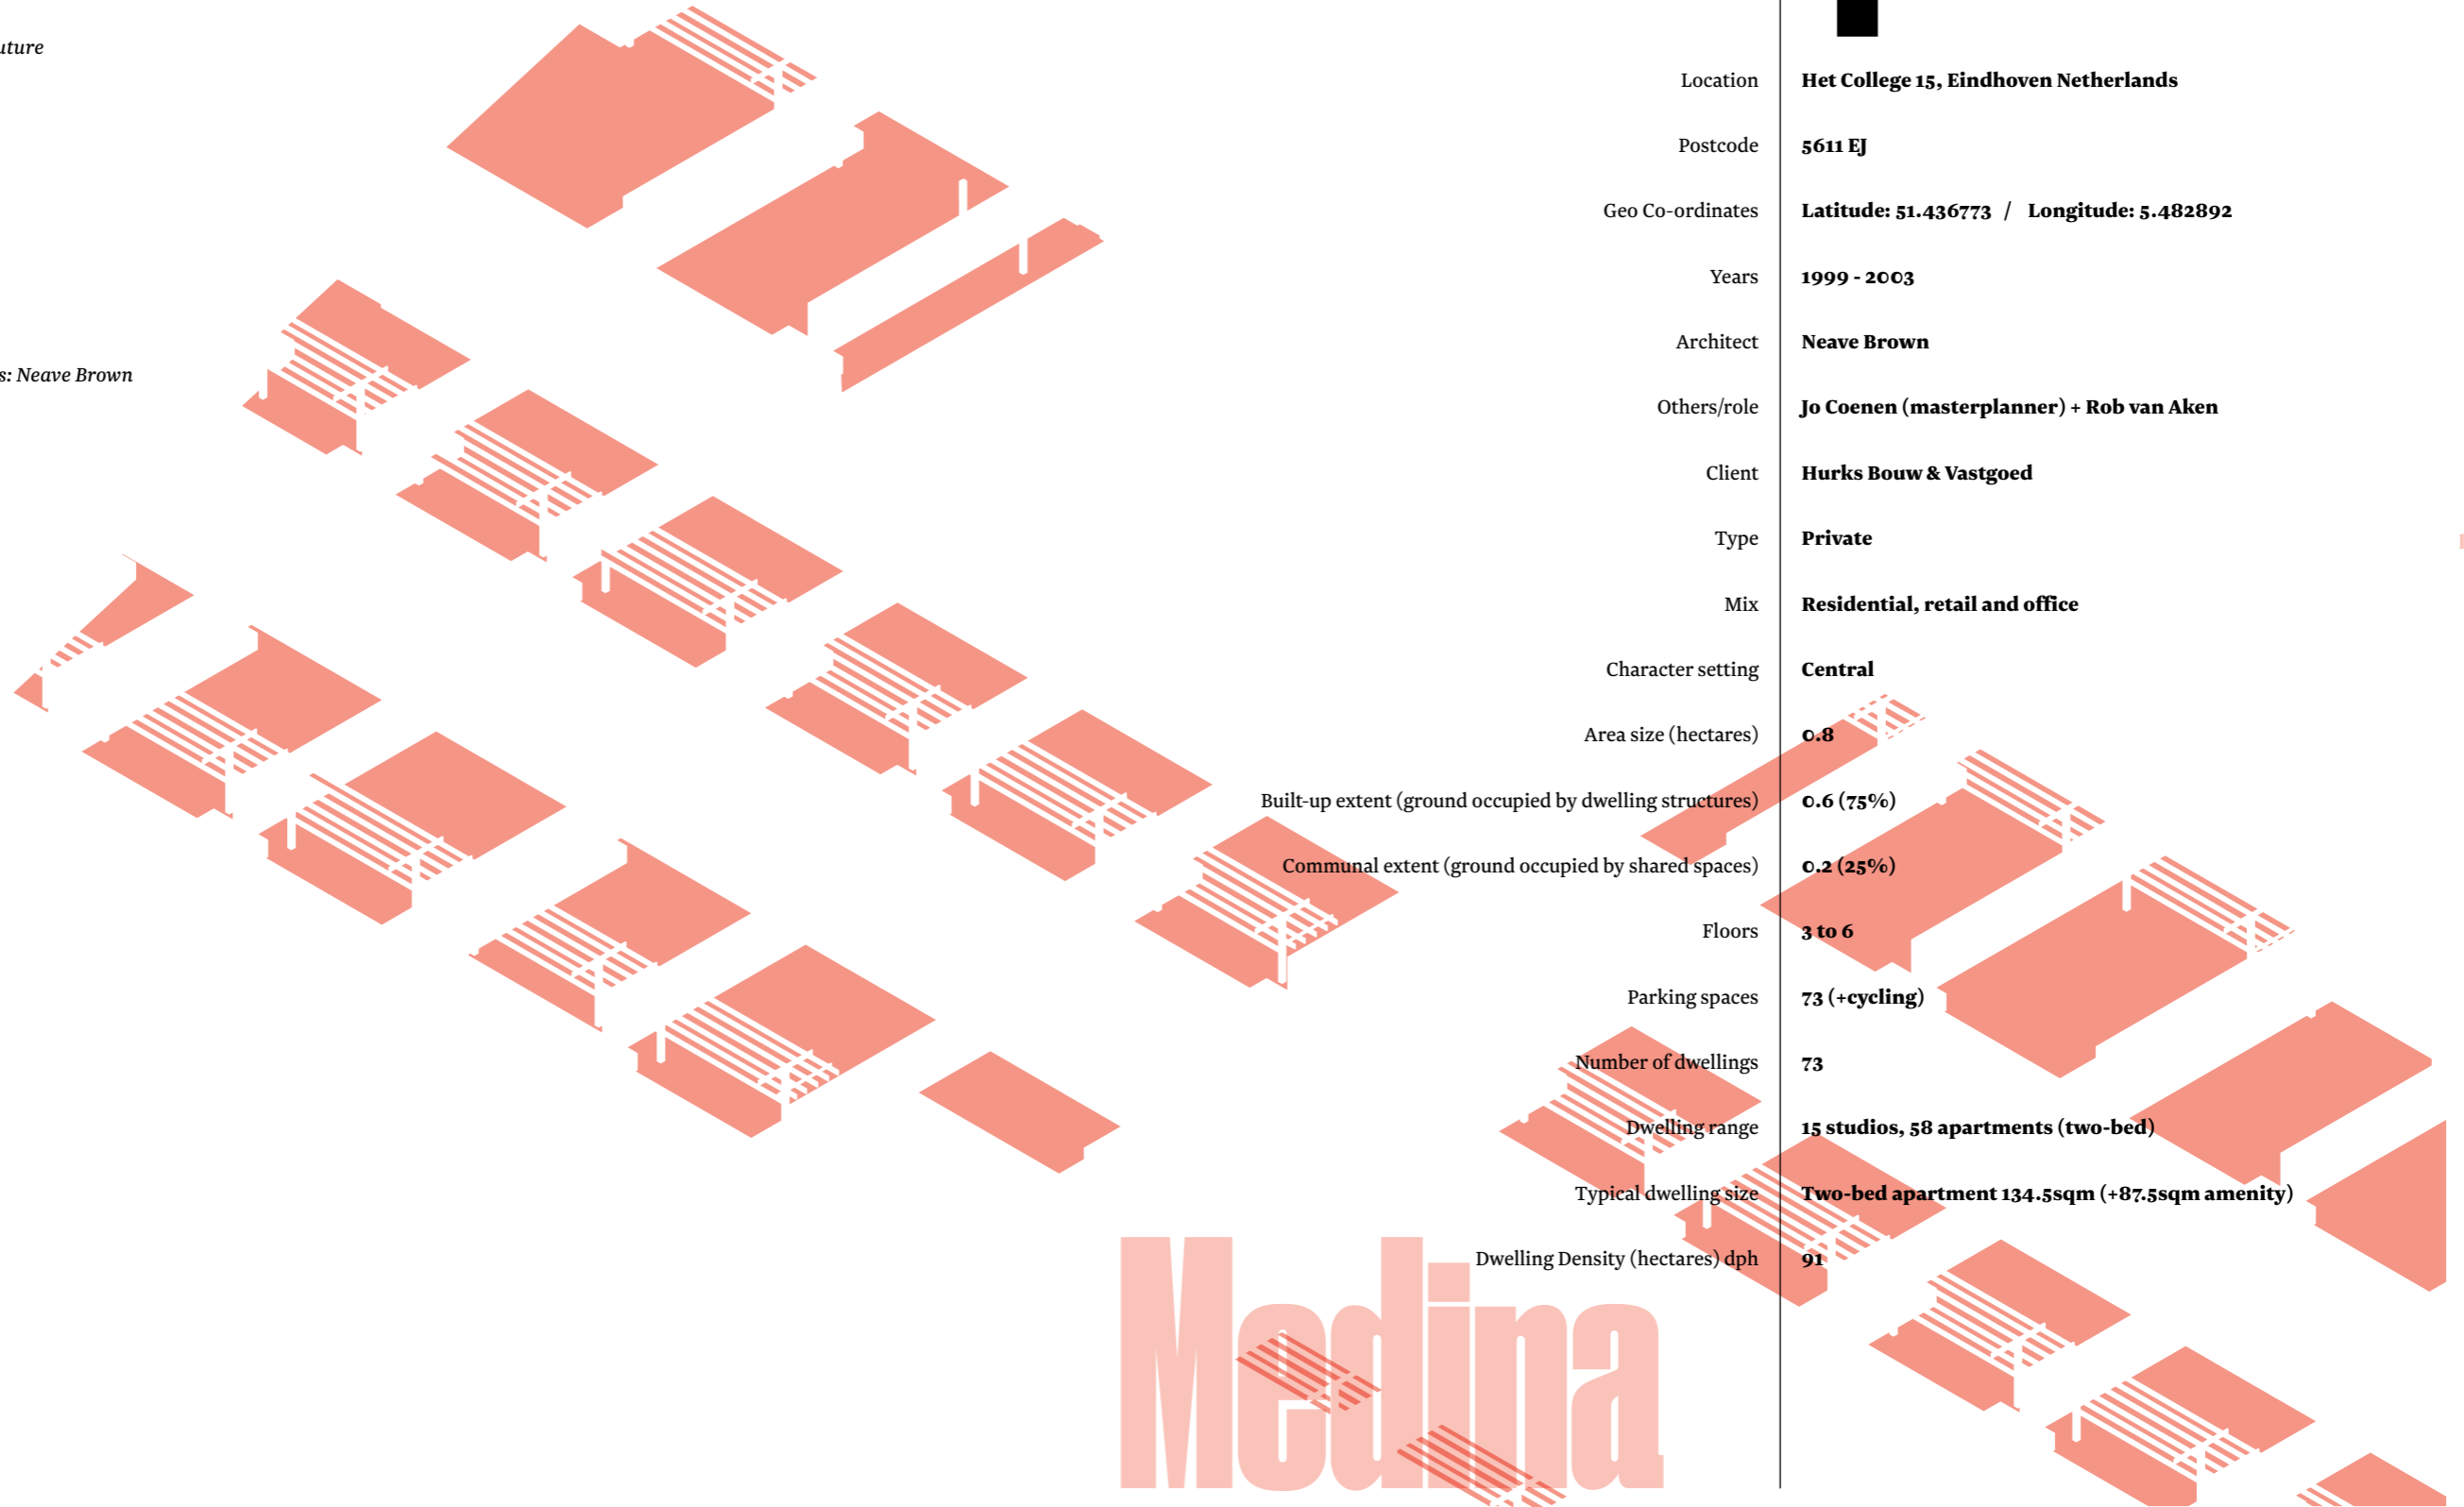 uture
s: Neave Brown
Location Het College 15, Eindhoven Netherlands
Postcode 5611 EJ
Geo Co-ordinates Latitude: 51.436773 / Longitude: 5.482892
Years 1999 - 2003
Architect Neave Brown
Others/role Jo Coenen (masterplanner) + Rob van Aken
Client Hurks Bouw & Vastgoed
Type Private
Mix Residential, retail and office
Character setting Central
Area size (hectares) 0.8
Built-up extent (ground occupied by dwelling structures) 0.6 (75%)
Communal extent (ground occupied by shared spaces) 0.2 (25%)
Floors 3 to 6
Parking spaces 73 (+cycling)
Number of dwellings 73
Dwelling range 15 studios, 58 apartments (two-bed)
Typical dwelling size Two-bed apartment 134.5sqm (+87.5sqm amenity)
Dwelling Density (hectares) dph 91
Medina